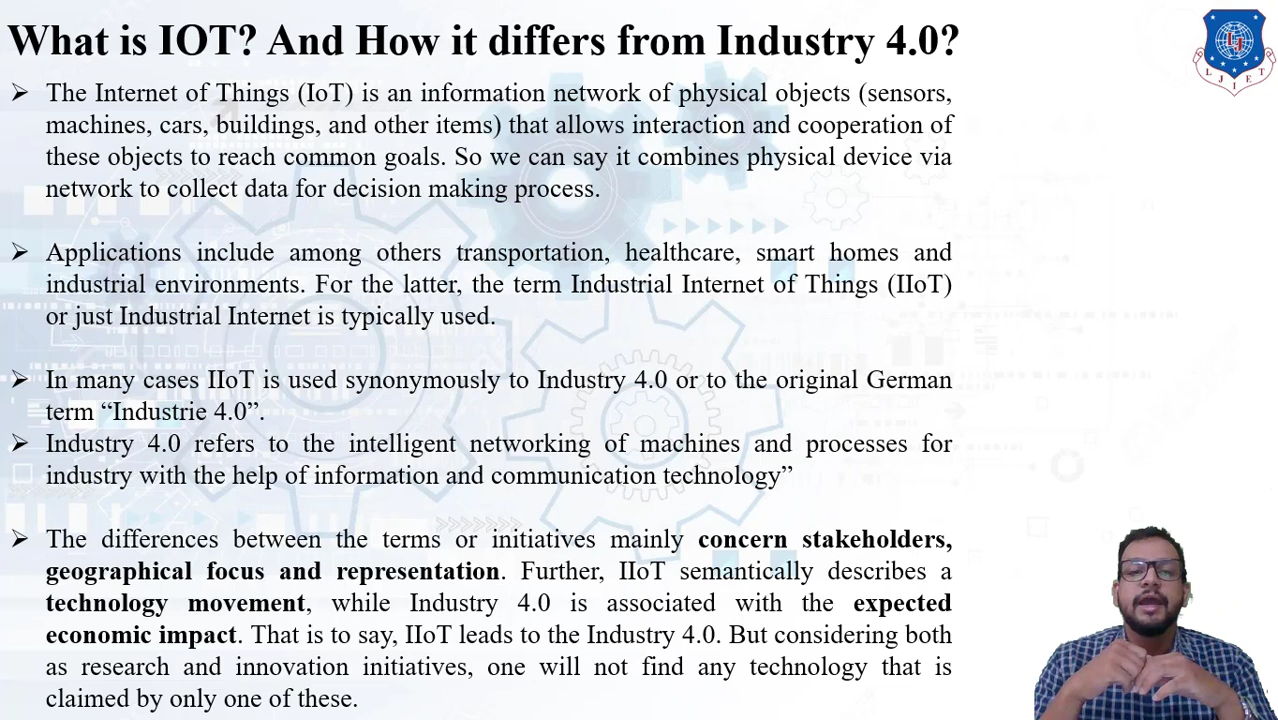 What is IOT? And How it differs from Industry 4.0?
➢ The Internet of Things (IoT) is an information network of physical objects (sensors,
machines, cars, buildings, and other items) that allows interaction and cooperation of
these objects to reach common goals. So we can say it combines physical device via
network to collect data for decision making process.
➢ Applications include among others transportation, healthcare, smart homes and
industrial environments. For the latter, the term Industrial Internet of Things (IIoT)
or just Industrial Internet is typically used.
➢ In many cases IIoT is used synonymously to Industry 4.0 or to the original German
term “Industrie 4.0”.
➢ Industry 4.0 refers to the intelligent networking of machines and processes for
industry with the help of information and communication technology”
➢ The differences between the terms or initiatives mainly concern stakeholders,
geographical focus and representation. Further, IIoT semantically describes a
technology movement, while Industry 4.0 is associated with the expected
economic impact. That is to say, IIoT leads to the Industry 4.0. But considering both
as research and innovation initiatives, one will not find any technology that is
claimed by only one of these.
LJ
LJIET